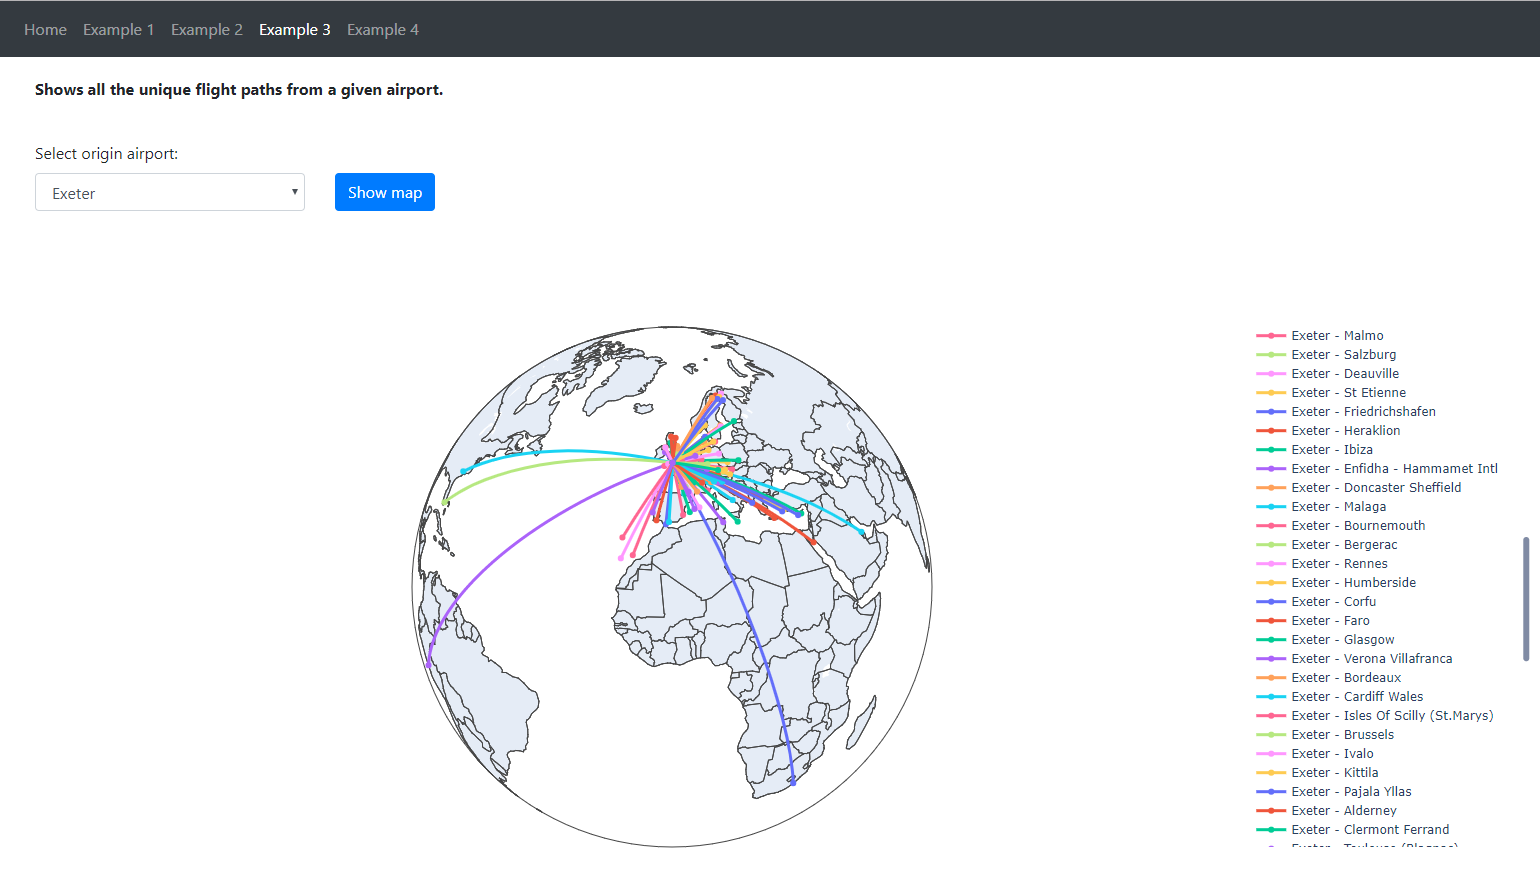 Home Example 1 Example 2 Example 3 Example 4
Shows all the unique flight paths from a given airport.
Select origin airport:
Exeter
Show map
Exeter - Malmo
Exeter - Salzburg
Exeter - Deauville
Exeter - St Etienne
Exeter - Friedrichshafen
Exeter - Heraklion
Exeter - Ibiza
Exeter - Enfidha - Hammamet Intl
Exeter - Doncaster Sheffield
Exeter - Malaga
Exeter - Bournemouth
Exeter - Bergerac
Exeter - Rennes
Exeter - Humberside
Exeter - Corfu
Exeter - Faro
Exeter - Glasgow
Exeter - Verona Villafranca
Exeter - Bordeaux
Exeter - Cardiff Wales
Exeter - Isles Of Scilly (St.Marys)
Exeter - Brussels
Exeter - Ivalo
Exeter - Kittila
Exeter - Pajala Yllas
Exeter - Alderney
Exeter - Clermont Ferrand
Exeter - Toulouse (Blagnac)